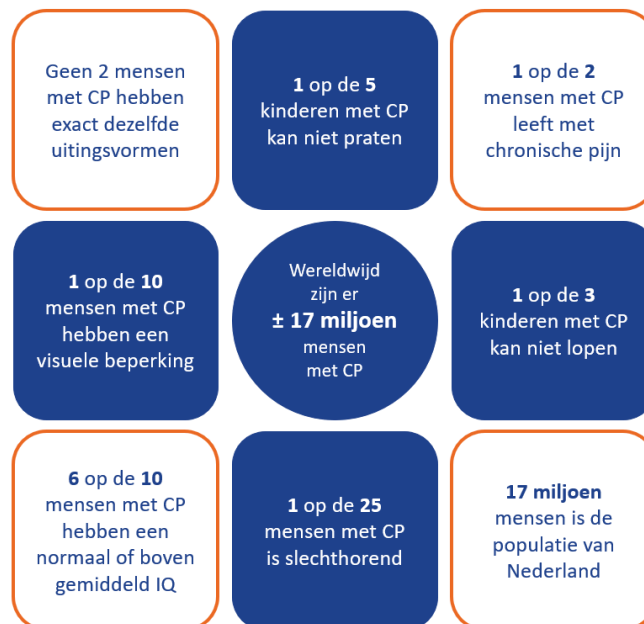 Geen 2 mensen
met CP hebben
exact dezelfde
uitingsvormen
1 op de 5
kinderen met CP
kan niet praten
1 op de 2
mensen met CP
leeft met
chronische pijn
1 op de 10
mensen met CP
hebben een
visuele beperking
Wereldwijd
zijn er
± 17 miljoen
mensen
met CP
1 op de 3
kinderen met CP
kan niet lopen
6 op de 10
mensen met CP
hebben een
normaal of boven
gemiddeld IQ
1 op de 25
mensen met CP
is slechthorend
17 miljoen
mensen is de
populatie van
Nederland